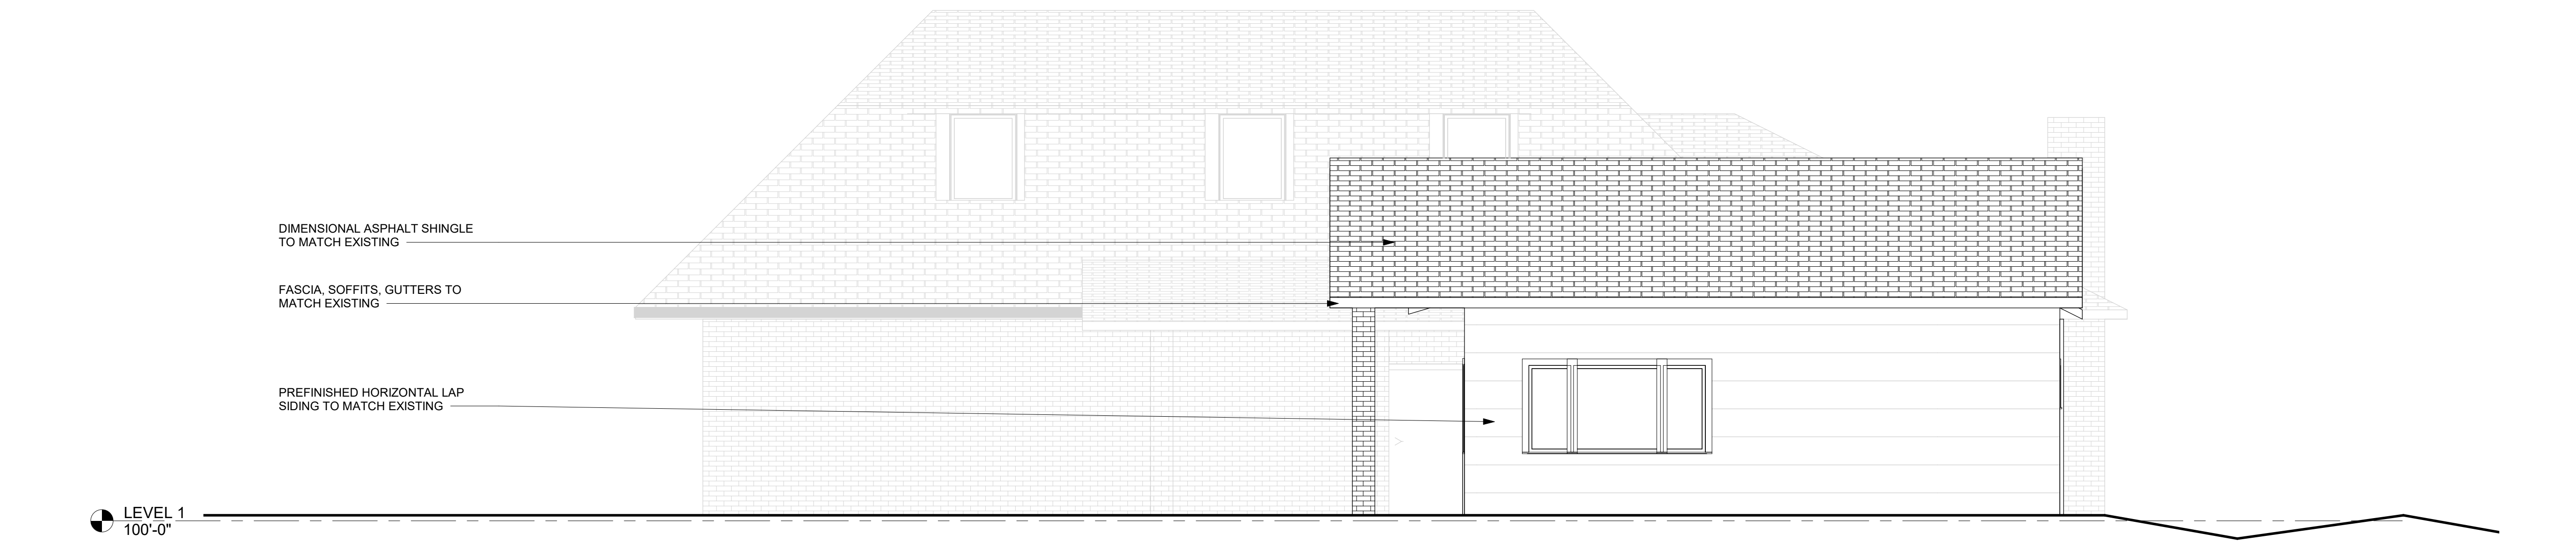 DIMENSIONAL ASPHALT SHINGLE
TO MATCH EXISTING
FASCIA, SOFFITS, GUTTERS TO
MATCH EXISTING
PREFINISHED HORIZONTAL LAP
SIDING TO MATCH EXISTING
LEVEL 1
100'-0"